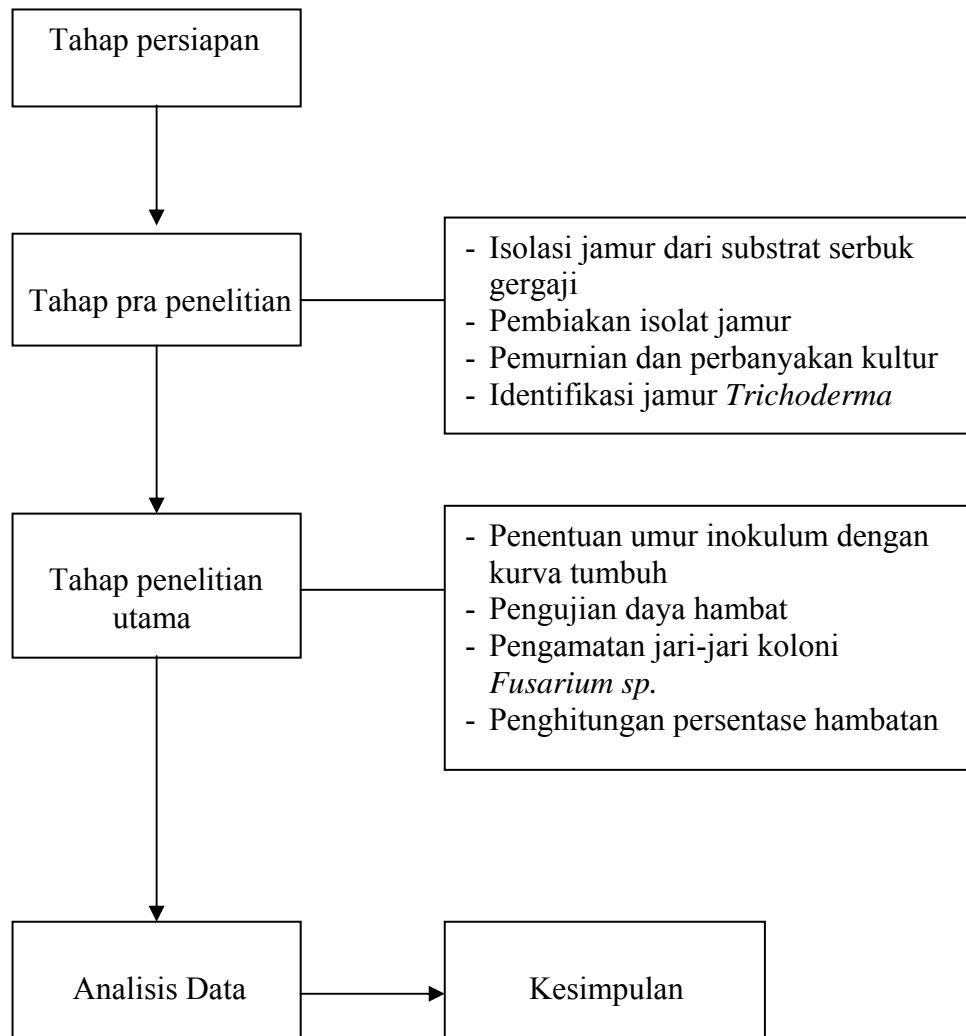 Tahap persiapan
Tahap pra penelitian
- Isolasi jamur dari substrat serbuk
gergaji
- Pembiakan isolat jamur
- Pemurnian dan perbanyakan kultur
- Identifikasi jamur Trichoderma
Tahap penelitian
utama
- Penentuan umur inokulum dengan
kurva tumbuh
- Pengujian daya hambat
- Pengamatan jari-jari koloni
Fusarium sp.
- Penghitungan persentase hambatan
Analisis Data
Kesimpulan